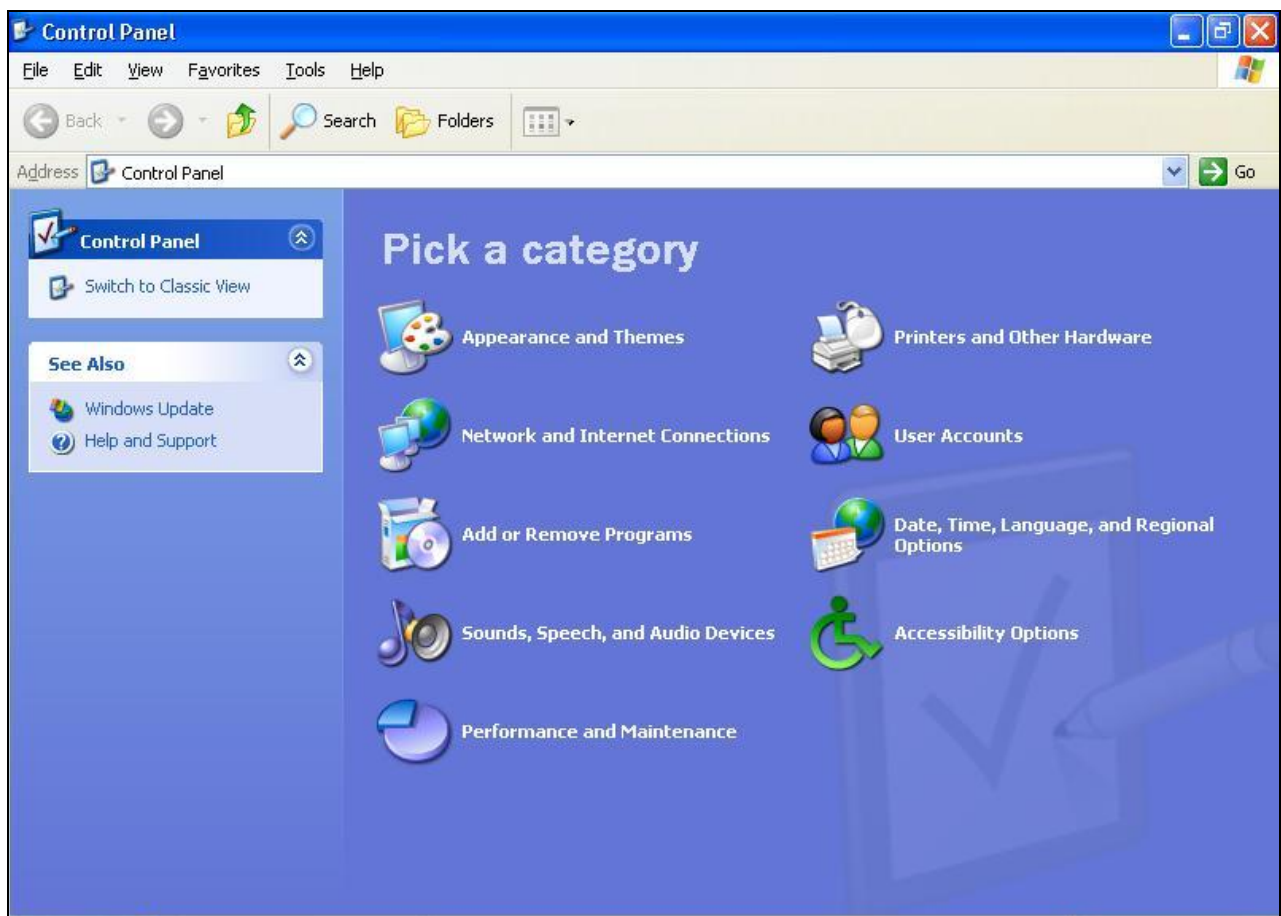 Control Panel
File Edit View Favorites Tools Help
Back Search Folders
Address Control Panel Go
Control Panel
Switch to Classic View
See Also
Windows Update
Help and Support
Pick a category
Appearance and Themes
Printers and Other Hardware
Network and Internet Connections
User Accounts
Add or Remove Programs
Date, Time, Language, and Regional
Options
Sounds, Speech, and Audio Devices
Accessibility Options
Performance and Maintenance